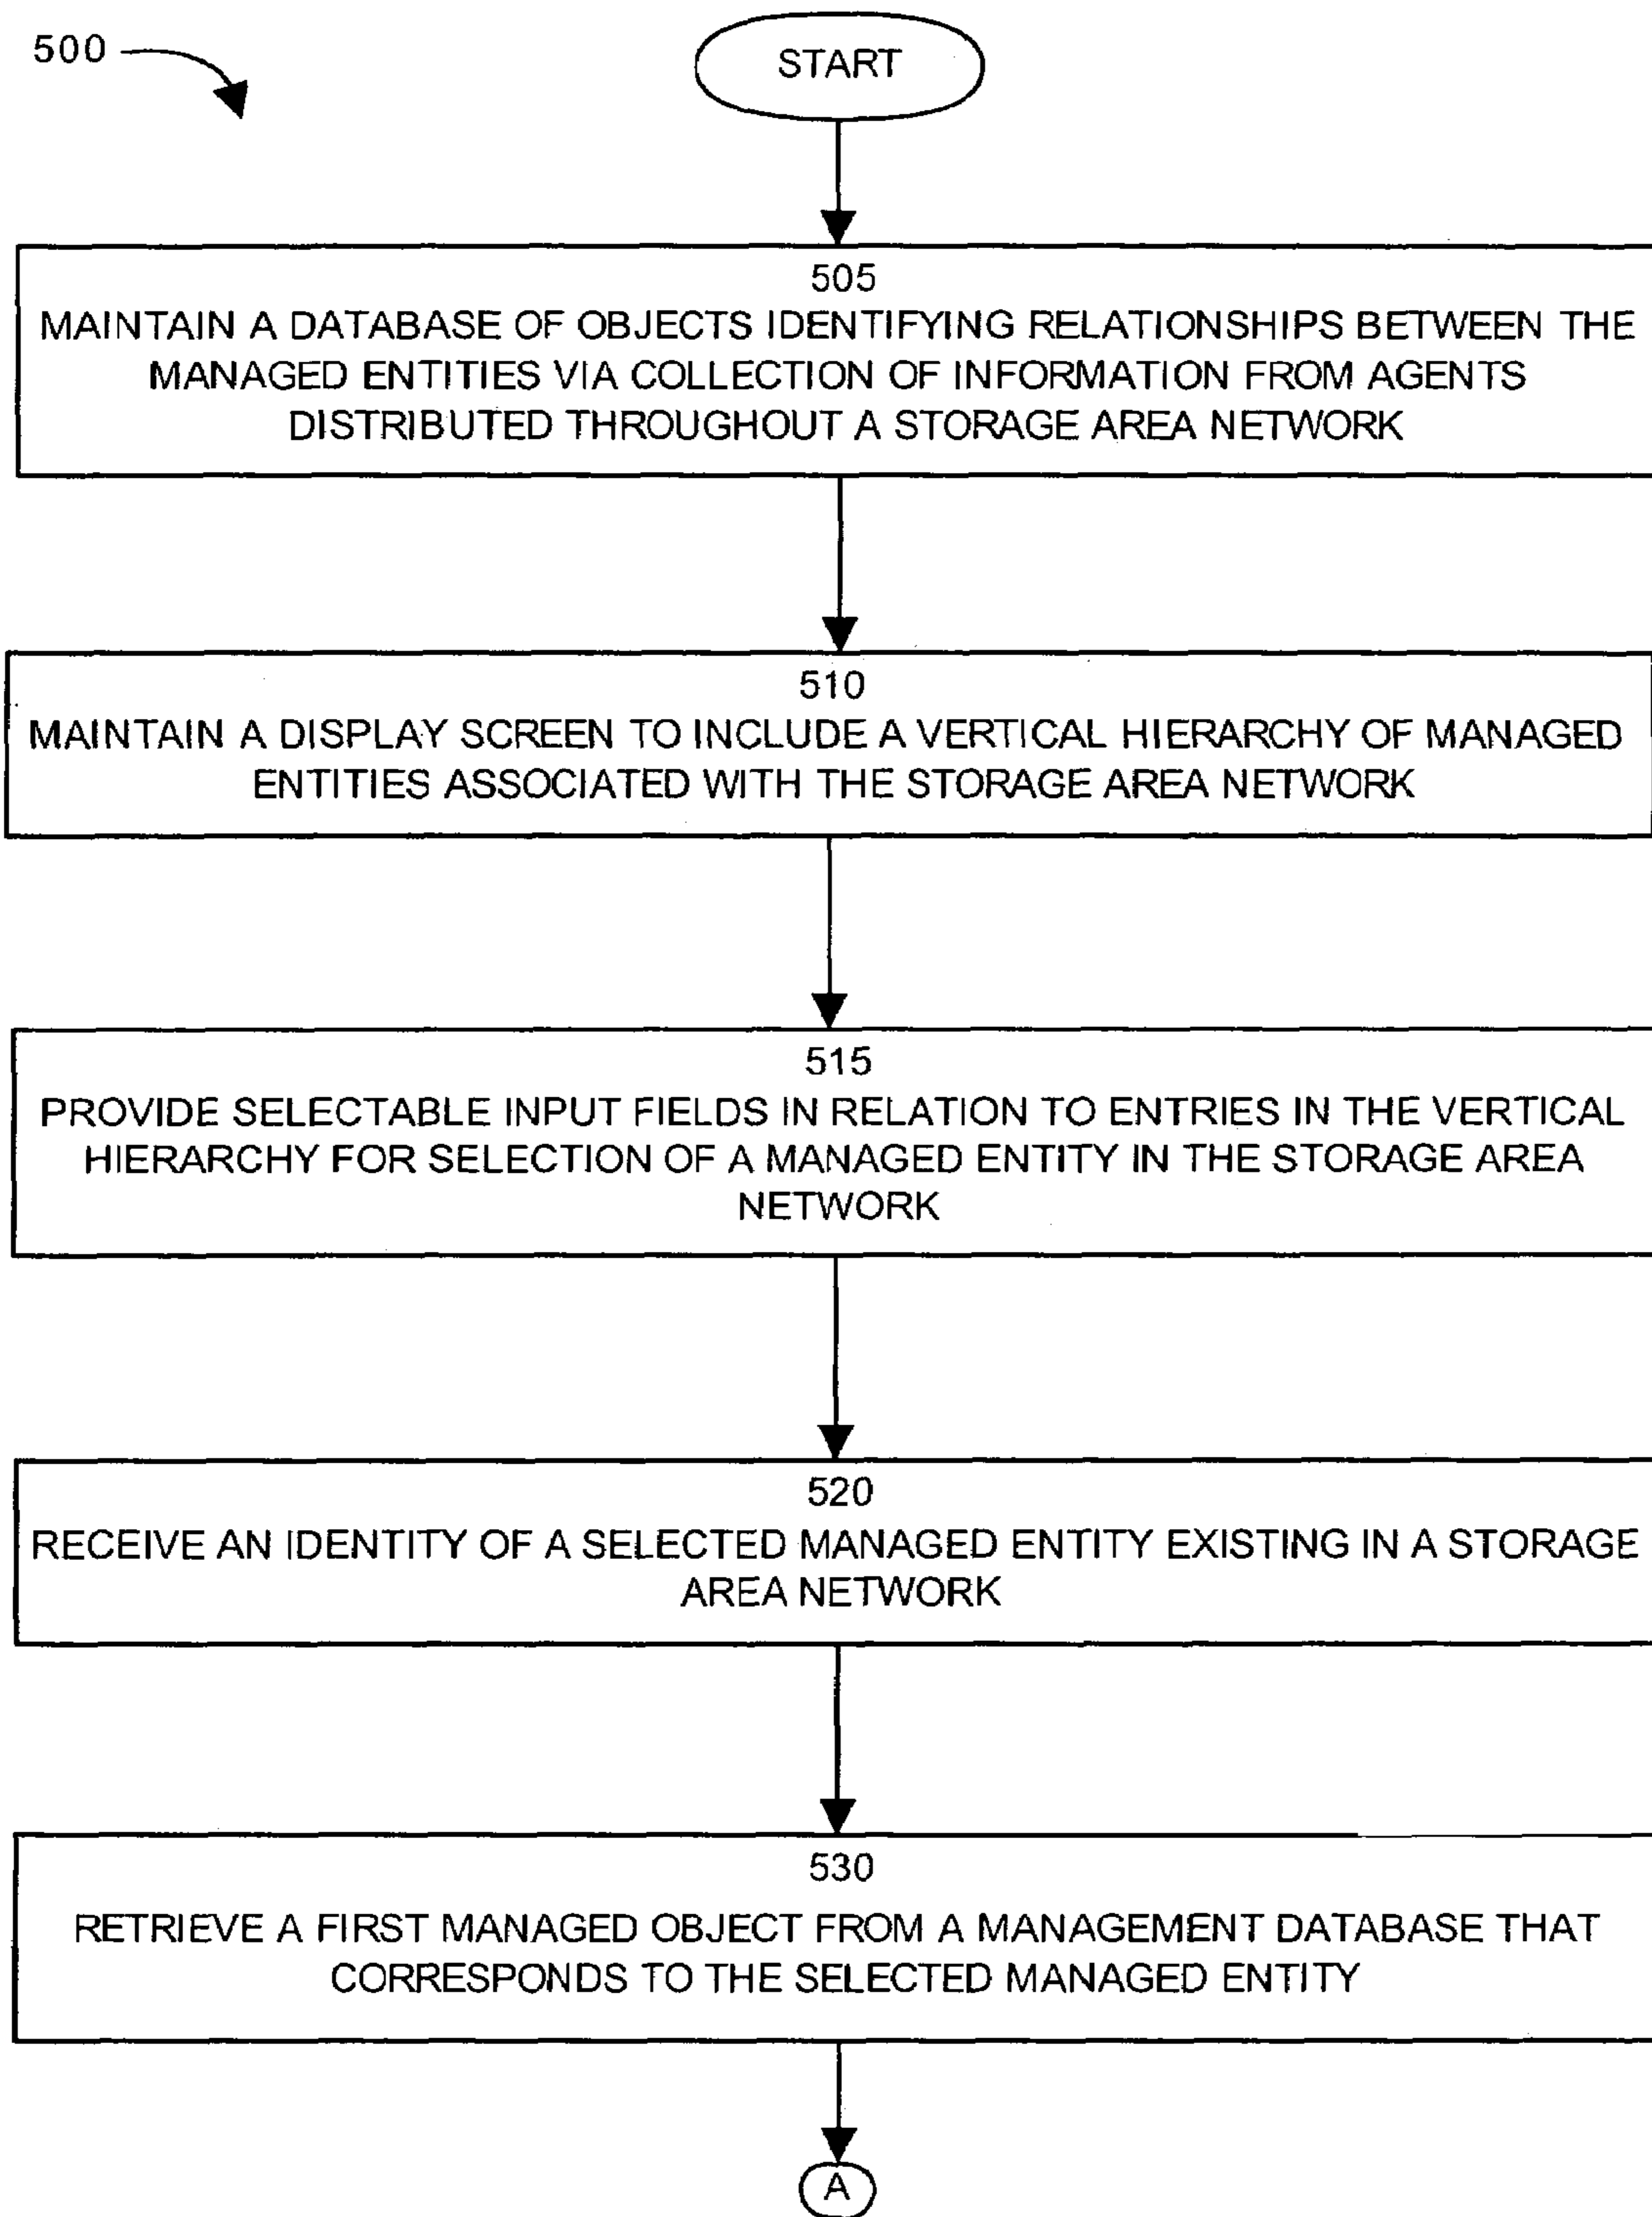 500
START
505
MAINTAIN A DATABASE OF OBJECTS IDENTIFYING RELATIONSHIPS BETWEEN THE
MANAGED ENTITIES VIA COLLECTION OF INFORMATION FROM AGENTS
DISTRIBUTED THROUGHOUT A STORAGE AREA NETWORK
510
MAINTAIN A DISPLAY SCREEN TO INCLUDE A VERTICAL HIERARCHY OF MANAGED
ENTITIES ASSOCIATED WITH THE STORAGE AREA NETWORK
515
PROVIDE SELECTABLE INPUT FIELDS IN RELATION TO ENTRIES IN THE VERTICAL
HIERARCHY FOR SELECTION OF A MANAGED ENTITY IN THE STORAGE AREA
NETWORK
520
RECEIVE AN IDENTITY OF A SELECTED MANAGED ENTITY EXISTING IN A STORAGE
AREA NETWORK
530
RETRIEVE A FIRST MANAGED OBJECT FROM A MANAGEMENT DATABASE THAT
CORRESPONDS TO THE SELECTED MANAGED ENTITY
A